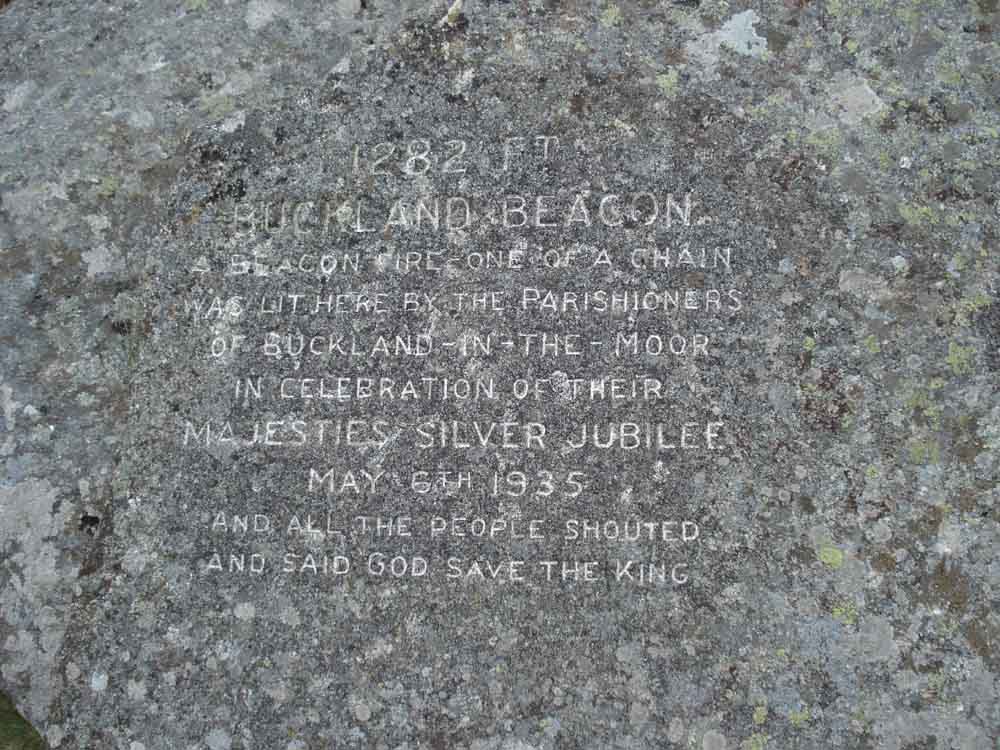 1282 FT
BUCKLAND BEACON
A BEACON FIRE-ONE OF A CHAIN
WAS LIT HERE BY THE PARISHIONERS
OF BUCKLAND-IN-THE-MOOR
IN CELEBRATION OF THEIR
MAJESTIES SILVER JUBILEE
MAY 6TH 1935
AND ALL THE PEOPLE SHOUTED
AND SAID GOD SAVE THE KING